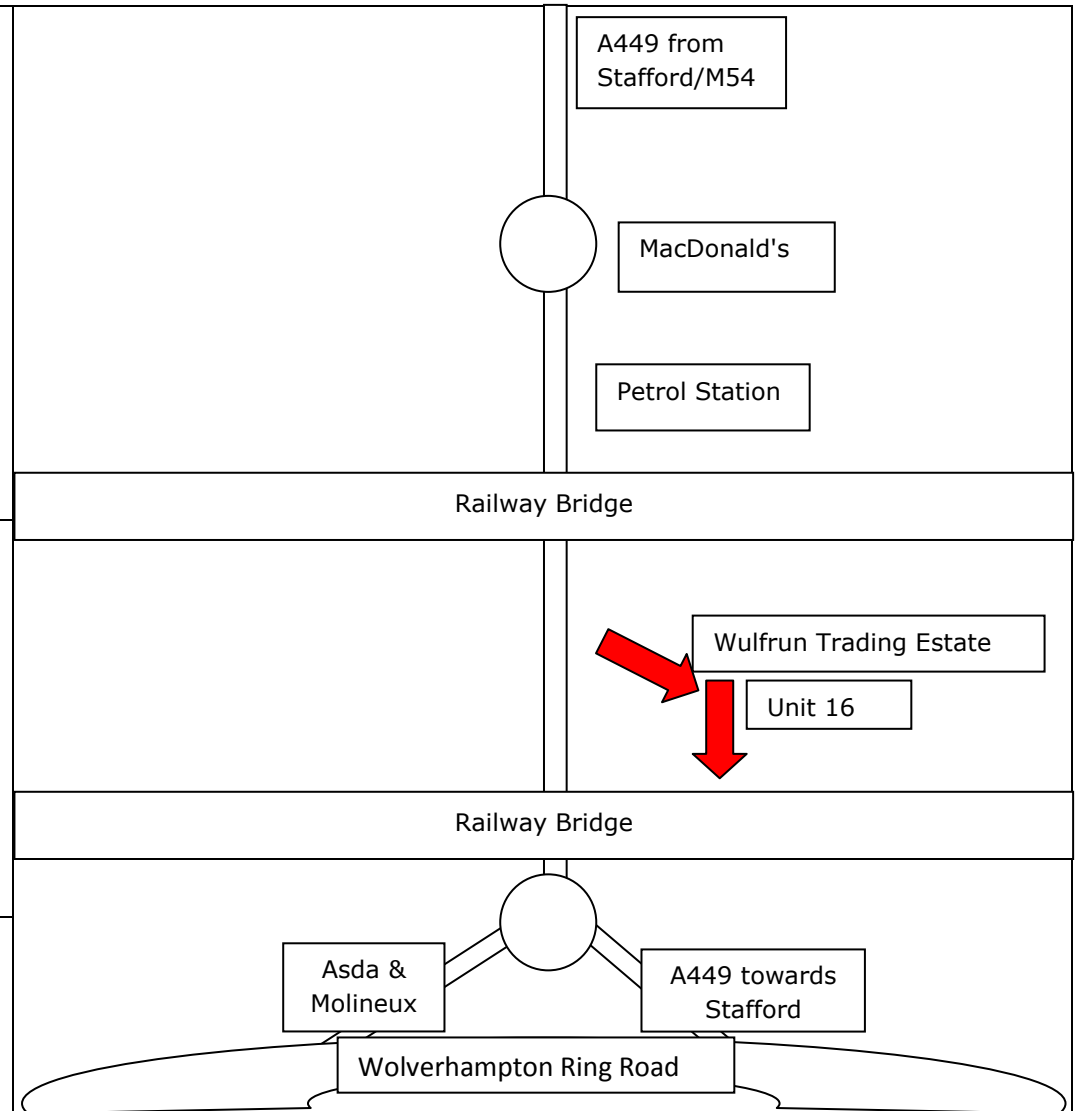 A449 from
Stafford/M54
MacDonald's
Petrol Station
Railway Bridge
Wulfrun Trading Estate
Unit 16
Railway Bridge
Asda &
Molineux
A449 towards
Stafford
Wolverhampton Ring Road